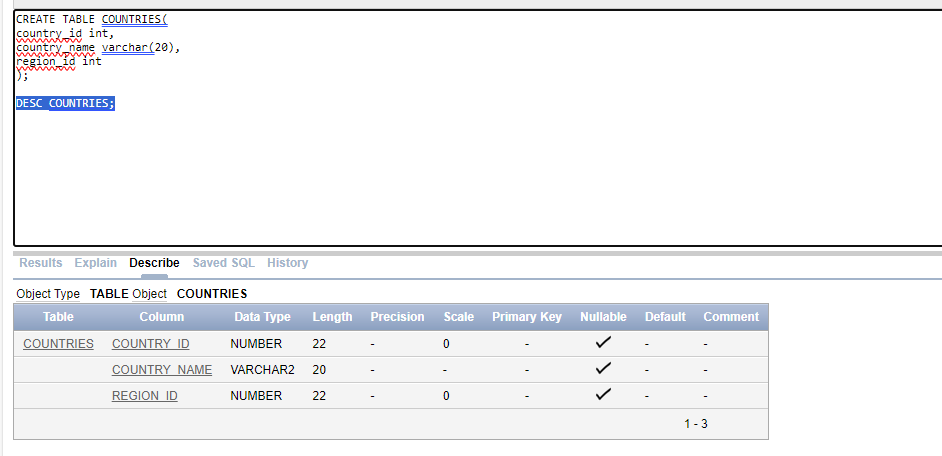 CREATE TABLE COUNTRIES(
country_id int,
country_name varchar(20),
region_id int
);
DESC COUNTRIES;
Results Explain Describe Saved SQL History
Object Type TABLE Object COUNTRIES
Table Column Data Type Length Precision Scale Primary Key Nullable Default Comment
COUNTRIES COUNTRY_ID NUMBER 22 - 0 - ✓ - -
COUNTRY_NAME VARCHAR2 20 - - - ✓ - -
REGION_ID NUMBER 22 - 0 - ✓ - -
1 - 3